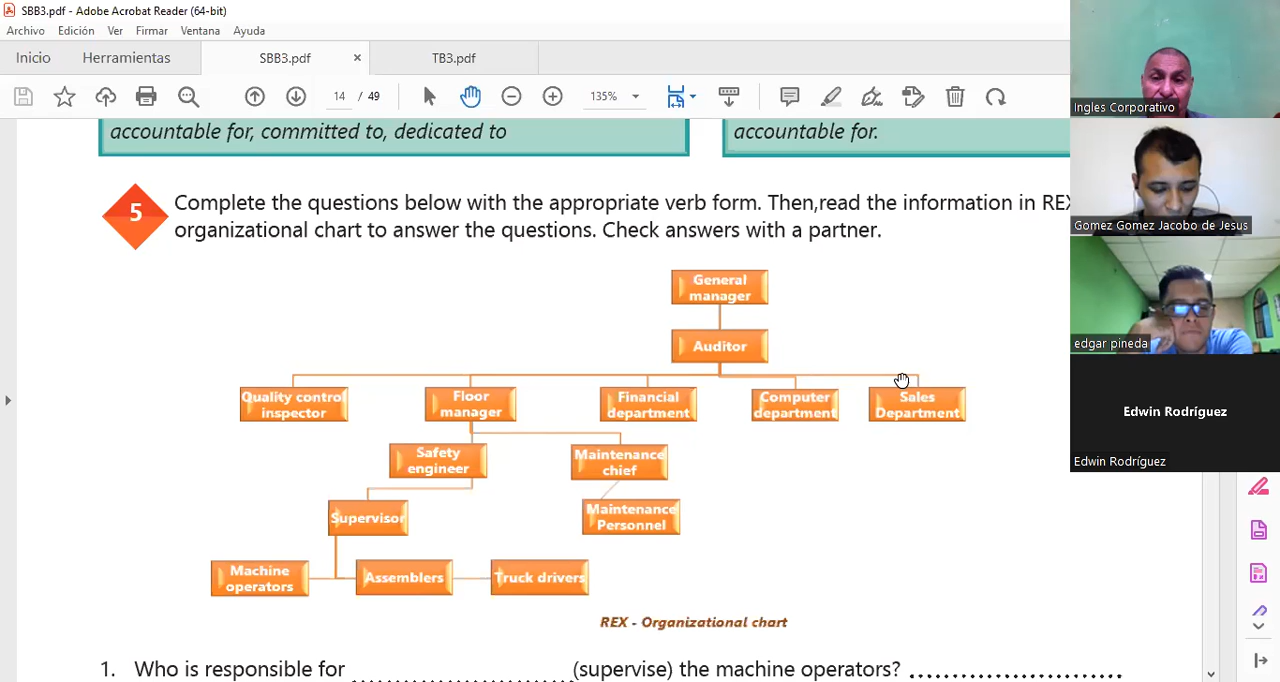 SBB3.pdf - Adobe Acrobat Reader (64-bit)
Archivo Edición Ver Firmar Ventana Ayuda
Inicio Herramientas SBB3.pdf × TB3.pdf
14 / 49 135%
accountable for, committed to, dedicated to
accountable for.
5
Complete the questions below with the appropriate verb form. Then,read the information in REX
organizational chart to answer the questions. Check answers with a partner.
General
manager
Auditor
Quality control
inspector
Floor
manager
Financial
department
Computer
department
Sales
Department
Safety
engineer
Maintenance
chief
Supervisor
Maintenance
Personnel
Machine
operators
Assemblers
Truck drivers
REX - Organizational chart
1. Who is responsible for ........................(supervise) the machine operators? ........................
Ingles Corporativo
Gomez Gomez Jacobo de Jesus
edgar pineda
Edwin Rodríguez
Edwin Rodríguez